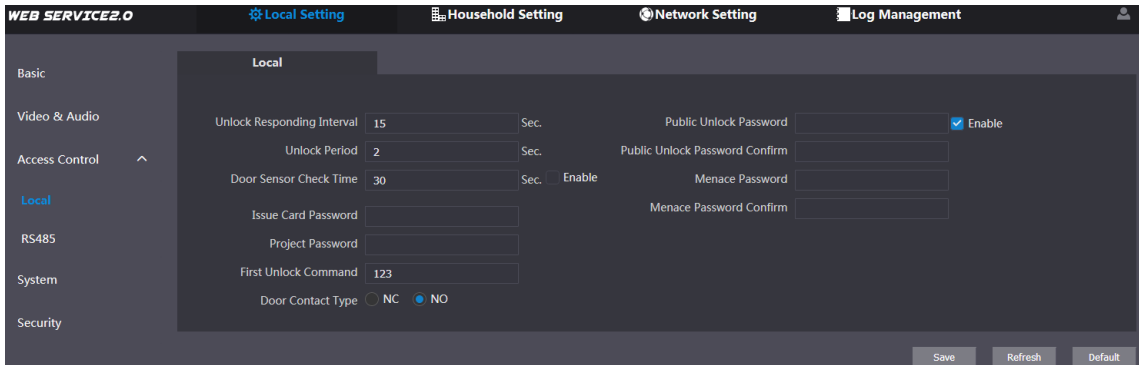 WEB SERVICE2.0
Local Setting
Household Setting
Network Setting
Log Management
Basic
Video & Audio
Access Control
Local
RS485
System
Security
Local
Unlock Responding Interval 15 Sec.
Unlock Period 2 Sec.
Door Sensor Check Time 30 Sec. Enable
Issue Card Password
Project Password
First Unlock Command 123
Door Contact Type NC NO
Public Unlock Password Enable
Public Unlock Password Confirm
Menace Password
Menace Password Confirm
Save
Refresh
Default